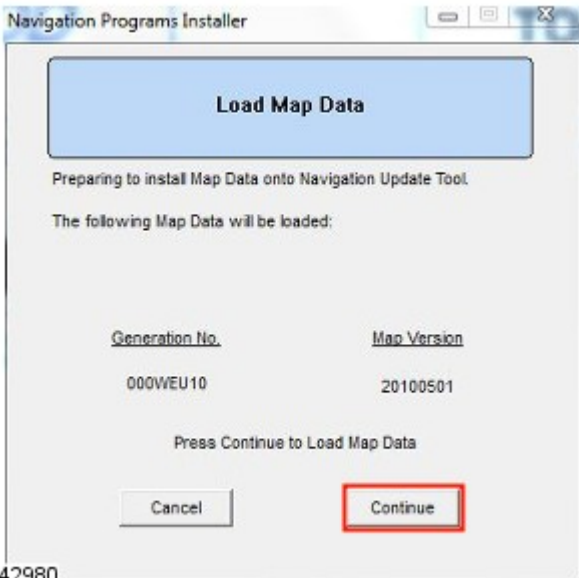 Navigation Programs Installer
Load Map Data
Preparing to install Map Data onto Navigation Update Tool.
The following Map Data will be loaded:
Generation No. Map Version
000WEU10 20100501
Press Continue to Load Map Data
Cancel Continue
42980